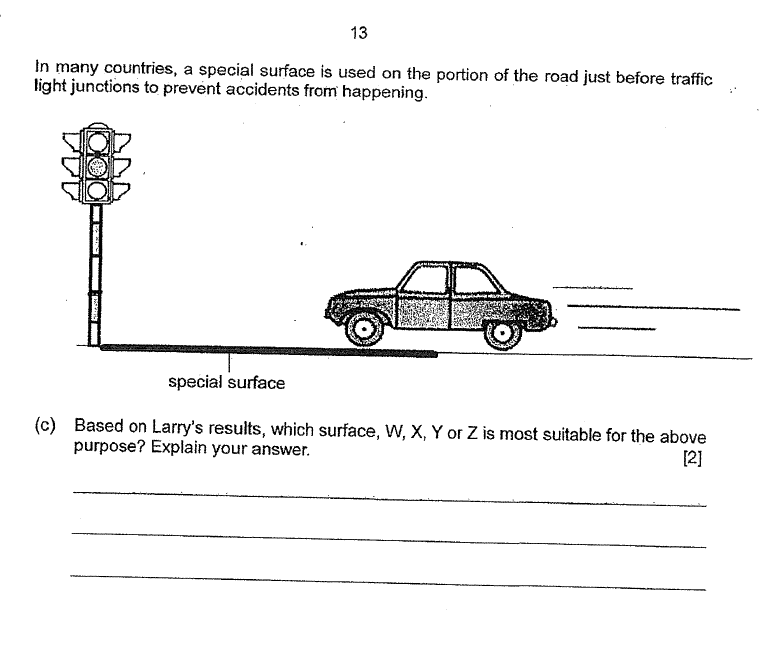 13
In many countries, a special surface is used on the portion of the road just before traffic
light junctions to prevent accidents from happening.
special surface
(c) Based on Larry's results, which surface, W, X, Y or Z is most suitable for the above
purpose? Explain your answer. [2]